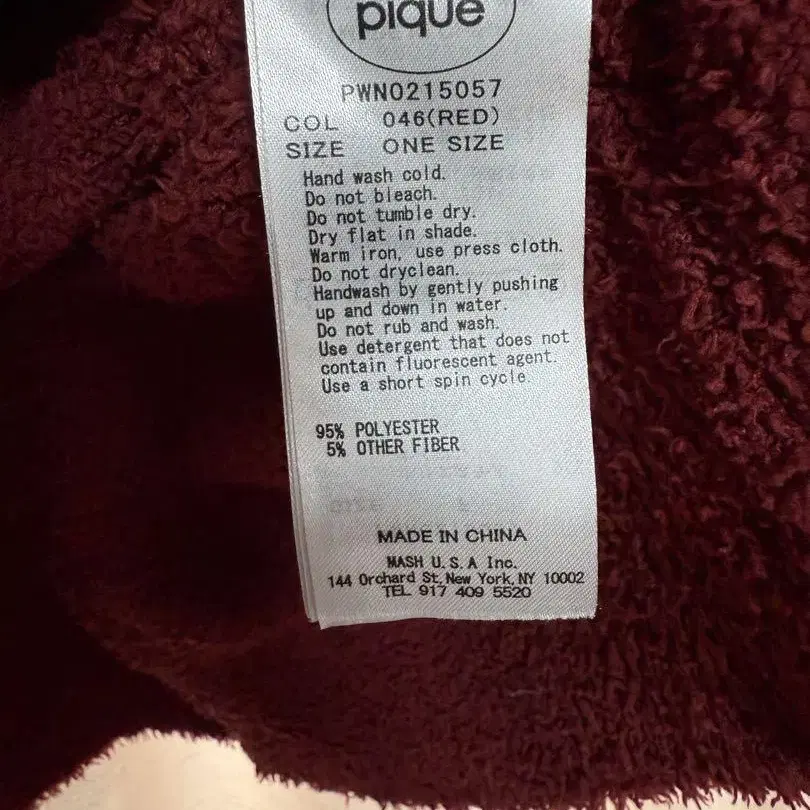 pique
PWNO215057
COL 046(RED)
SIZE ONE SIZE
Hand wash cold.
Do not bleach.
Do not tumble dry.
Dry flat in shade.
Warm iron, use press cloth.
Do not dryclean.
Handwash by gently pushing
up and down in water.
Do not rub and wash.
Use detergent that does not
contain fluorescent agent.
Use a short spin cycle.
95% POLYESTER
5% OTHER FIBER
MADE IN CHINA
MASH U.S.A Inc.
144 Orchard St, New York, NY 10002
TEL 917 409 5520